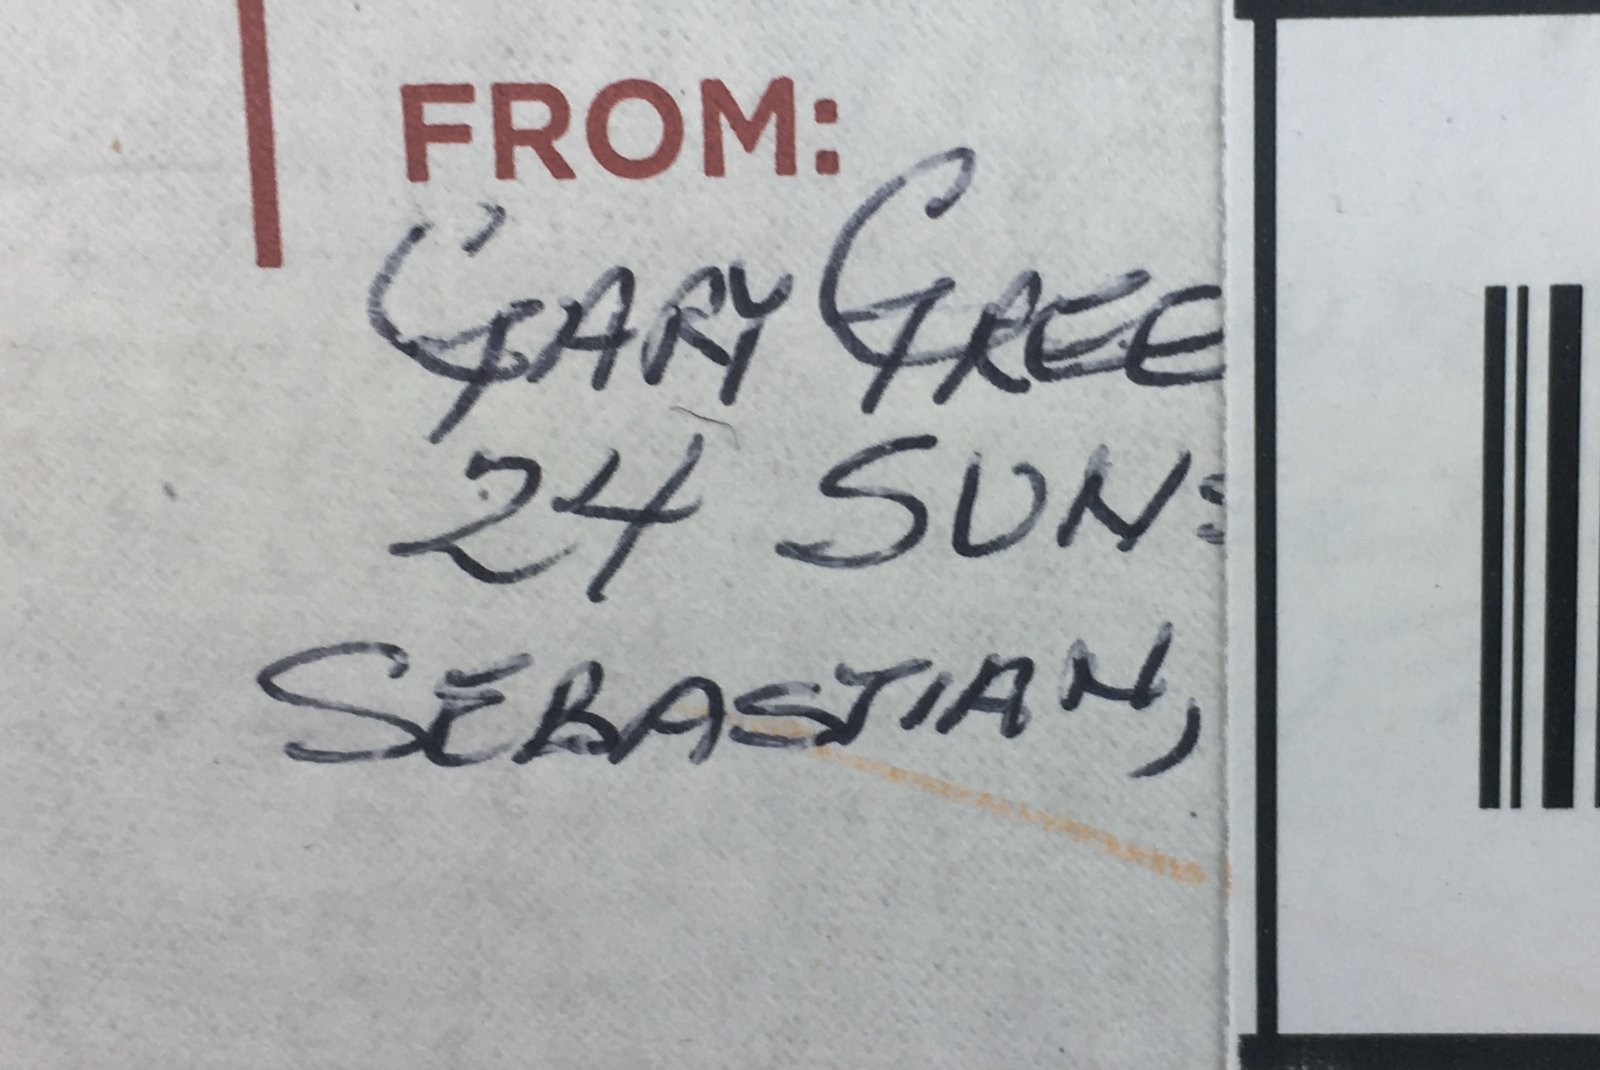 FROM:
GARY GREE
24 SUN
SEBASTIAN,